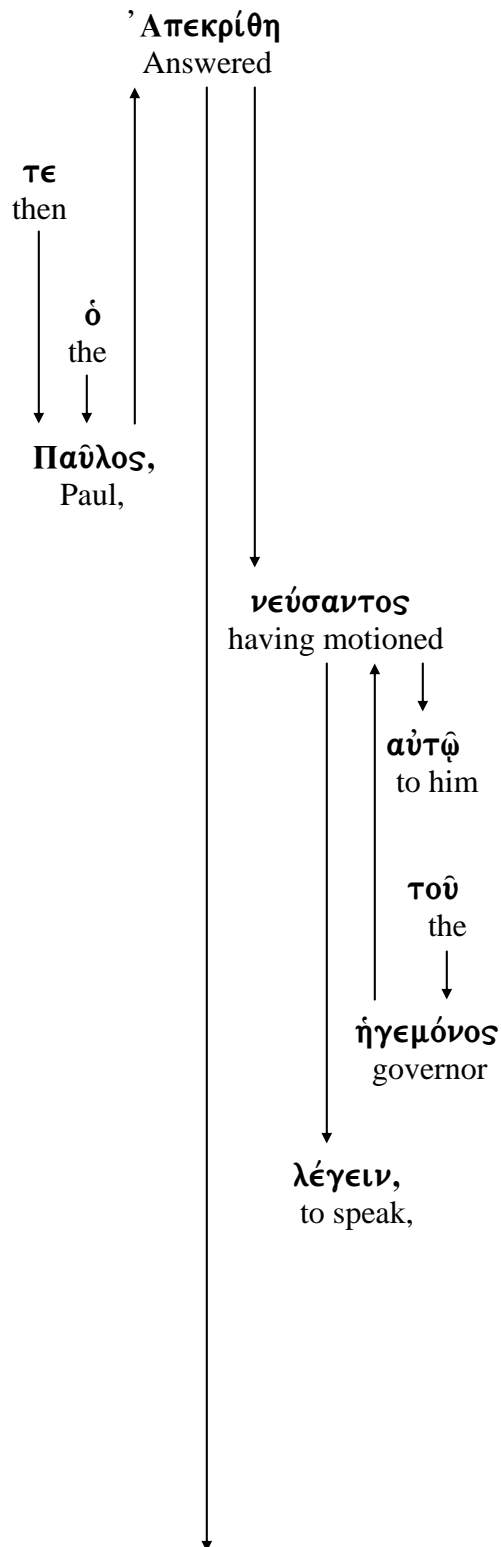 Ἀπεκρίθη
Answered
τε
then
ὁ
the
Παῦλος,
Paul,
νεύσαντος
having motioned
αὐτῷ
to him
τοῦ
the
ἡγεμόνος
governor
λέγειν,
to speak,